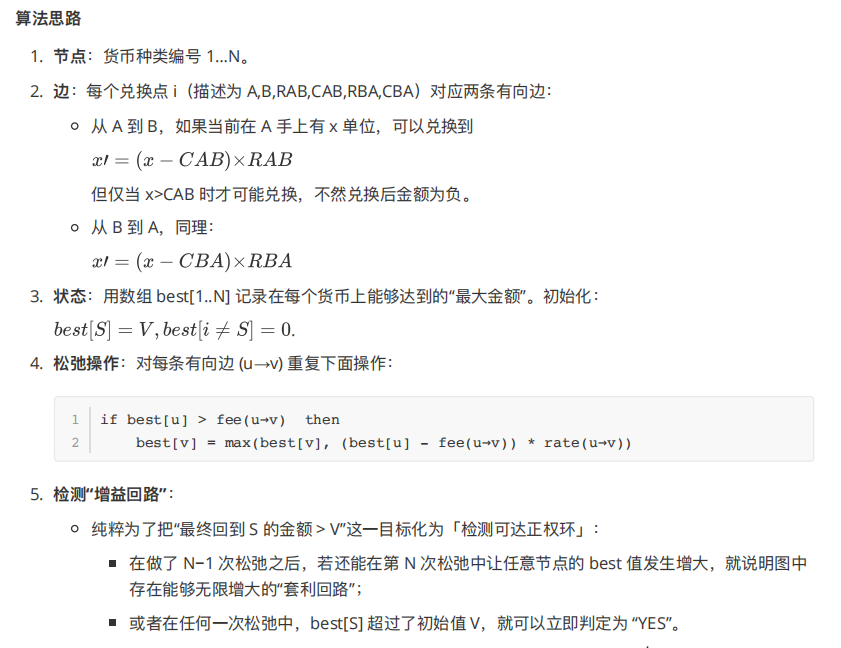 算法思路
1. 节点：货币种类编号 1…N。
2. 边：每个兑换点 i（描述为 A,B,RAB,CAB,RBA,CBA）对应两条有向边：
从 A 到 B，如果当前在 A 手上有 x 单位，可以兑换到
x′ = (x − CAB)×RAB
但仅当 x>CAB 时才可能兑换，不然兑换后金额为负。
从 B 到 A，同理：
x′ = (x − CBA)×RBA
3. 状态：用数组 best[1..N] 记录在每个货币上能够达到的“最大金额”。初始化：
best[S] = V, best[i ≠ S] = 0.
4. 松弛操作：对每条有向边 (u→v) 重复下面操作：
1 if best[u] > fee(u→v)  then
2     best[v] = max(best[v], (best[u] - fee(u→v)) * rate(u→v))
5. 检测“增益回路”：
纯粹为了把“最终回到 S 的金额 > V”这一目标化为「检测可达正权环」：
在做了 N−1 次松弛之后，若还能在第 N 次松弛中让任意节点的 best 值发生增大，就说明图中
存在能够无限增大的“套利回路”；
或者在任何一次松弛中，best[S] 超过了初始值 V，就可以立即判定为 “YES”。